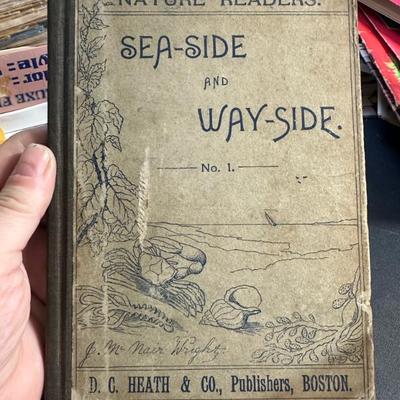 NATURE READERS.
SEA-SIDE
AND
WAY-SIDE.
No. 1.
J. McNair Wright.
D. C. HEATH & CO., Publishers, BOSTON.